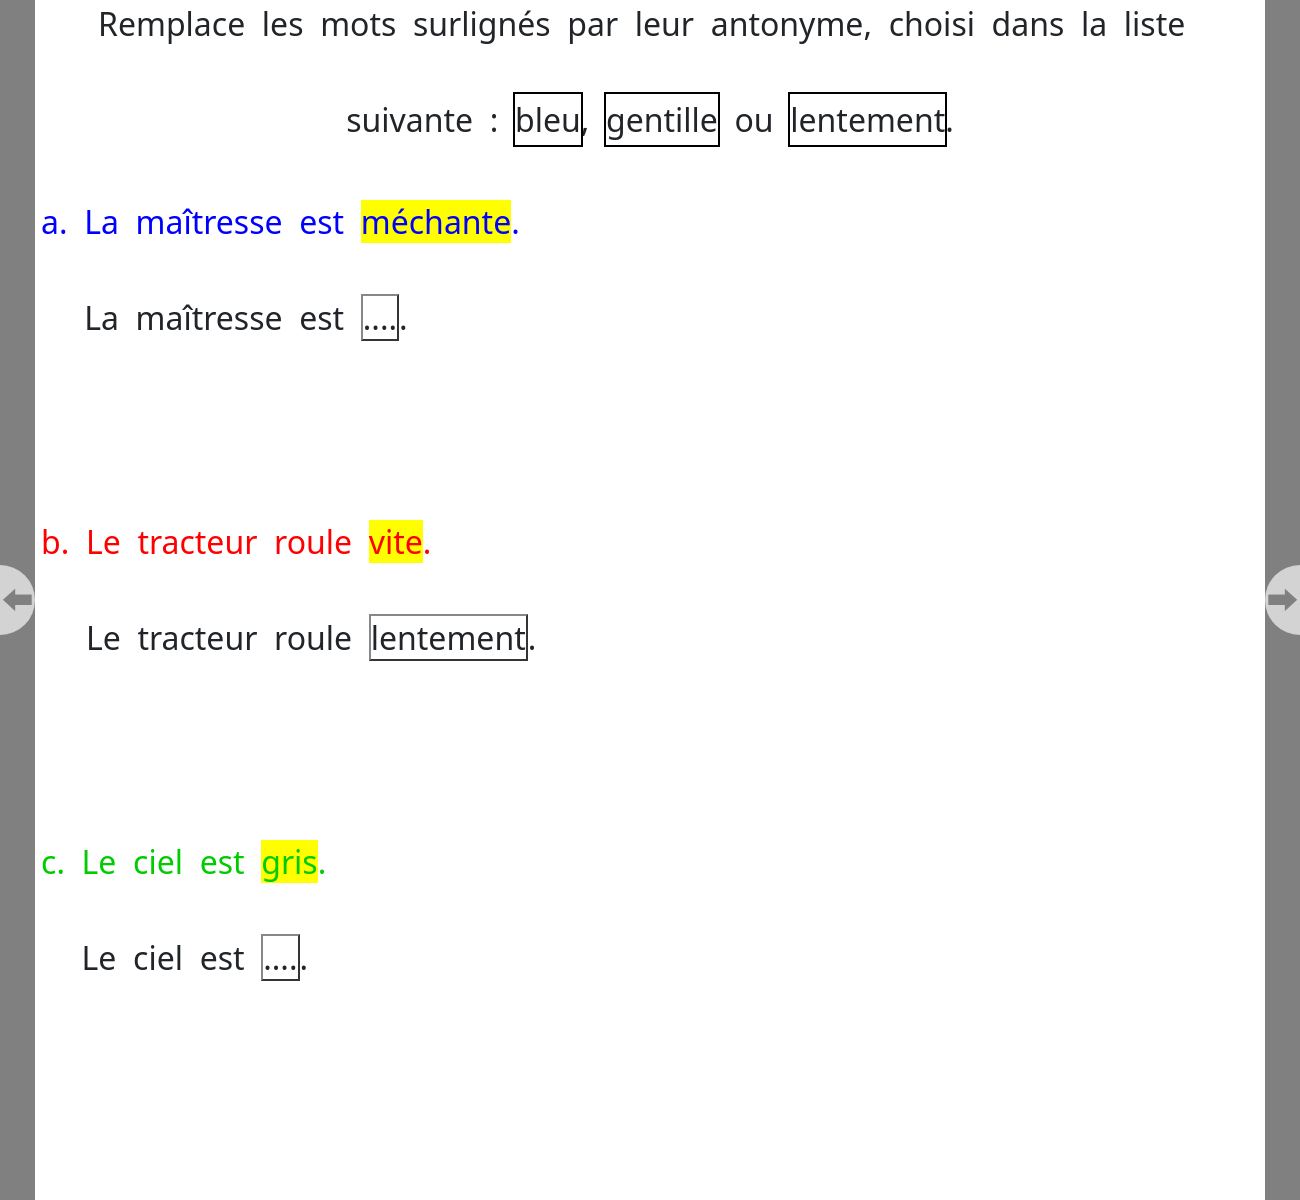 Remplace les mots surlignés par leur antonyme, choisi dans la liste
suivante : bleu, gentille ou lentement.
a. La maîtresse est méchante.
La maîtresse est .....
b. Le tracteur roule vite.
Le tracteur roule lentement.
c. Le ciel est gris.
Le ciel est .....